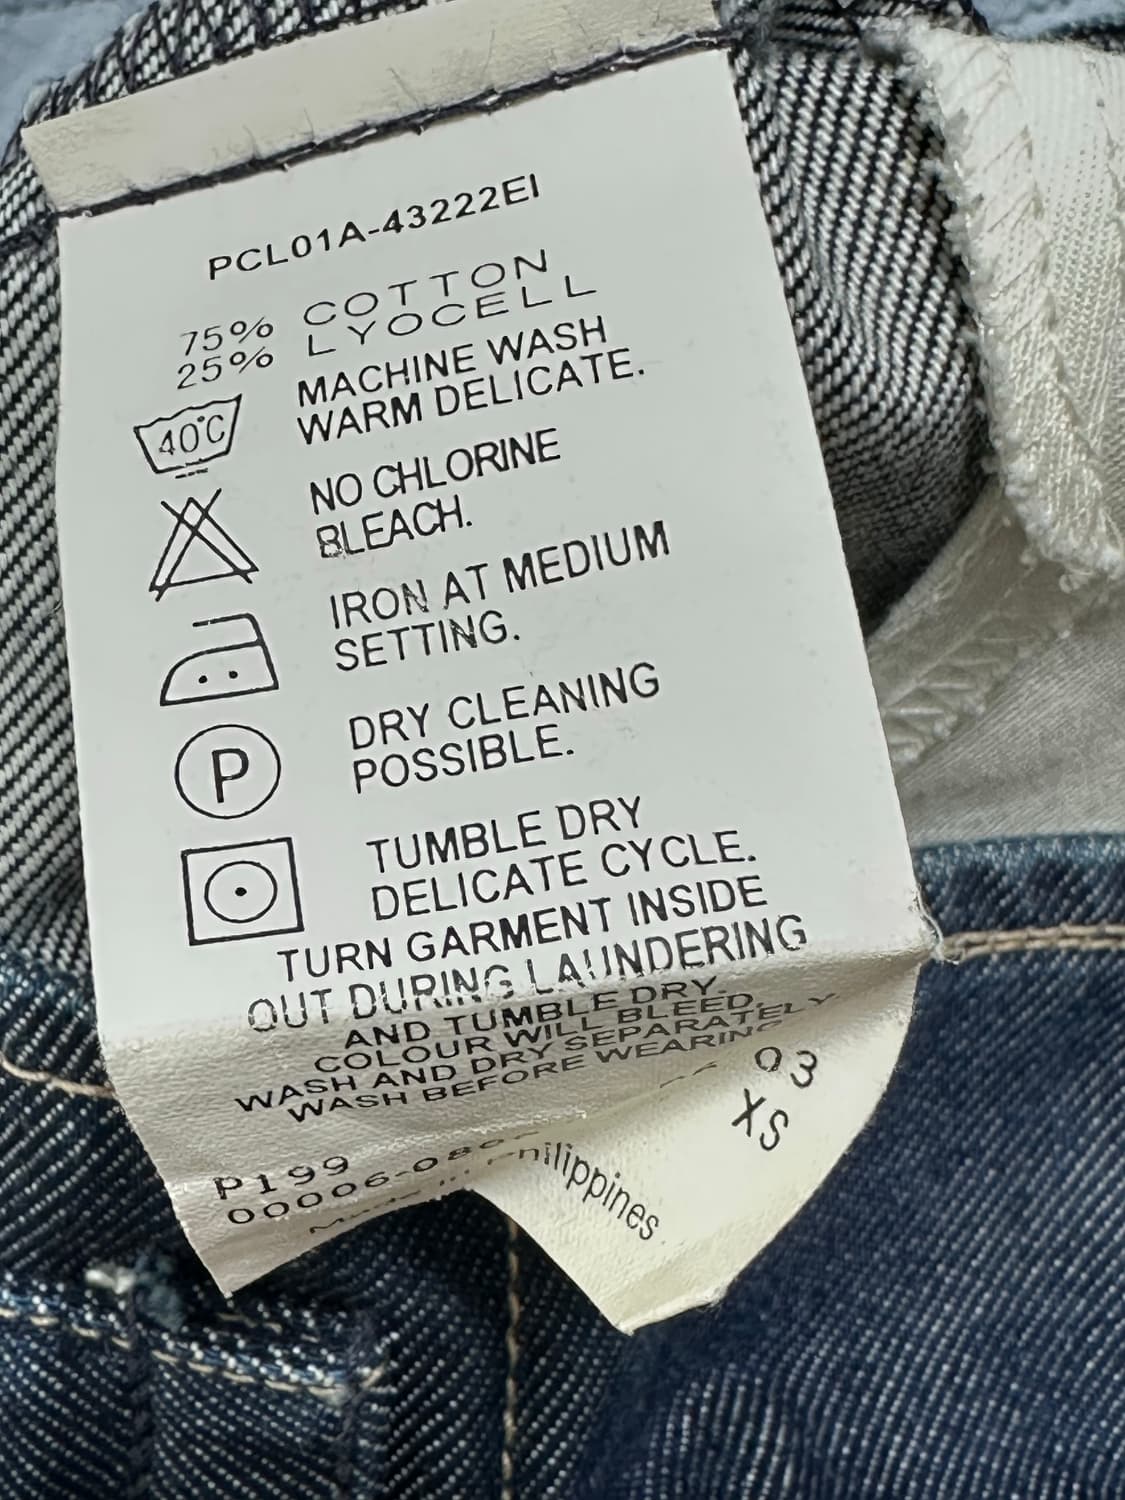 PCL01A-43222EI
75% COTTON
25% LYOCELL
40°C
MACHINE WASH
WARM DELICATE.
NO CHLORINE
BLEACH.
IRON AT MEDIUM
SETTING.
P
DRY CLEANING
POSSIBLE.
TUMBLE DRY
DELICATE CYCLE.
TURN GARMENT INSIDE
OUT DURING LAUNDERING
AND TUMBLE DRY.
COLOUR WILL BLEED.
WASH AND DRY SEPARATELY
WASH BEFORE WEARING
03
XS
P199